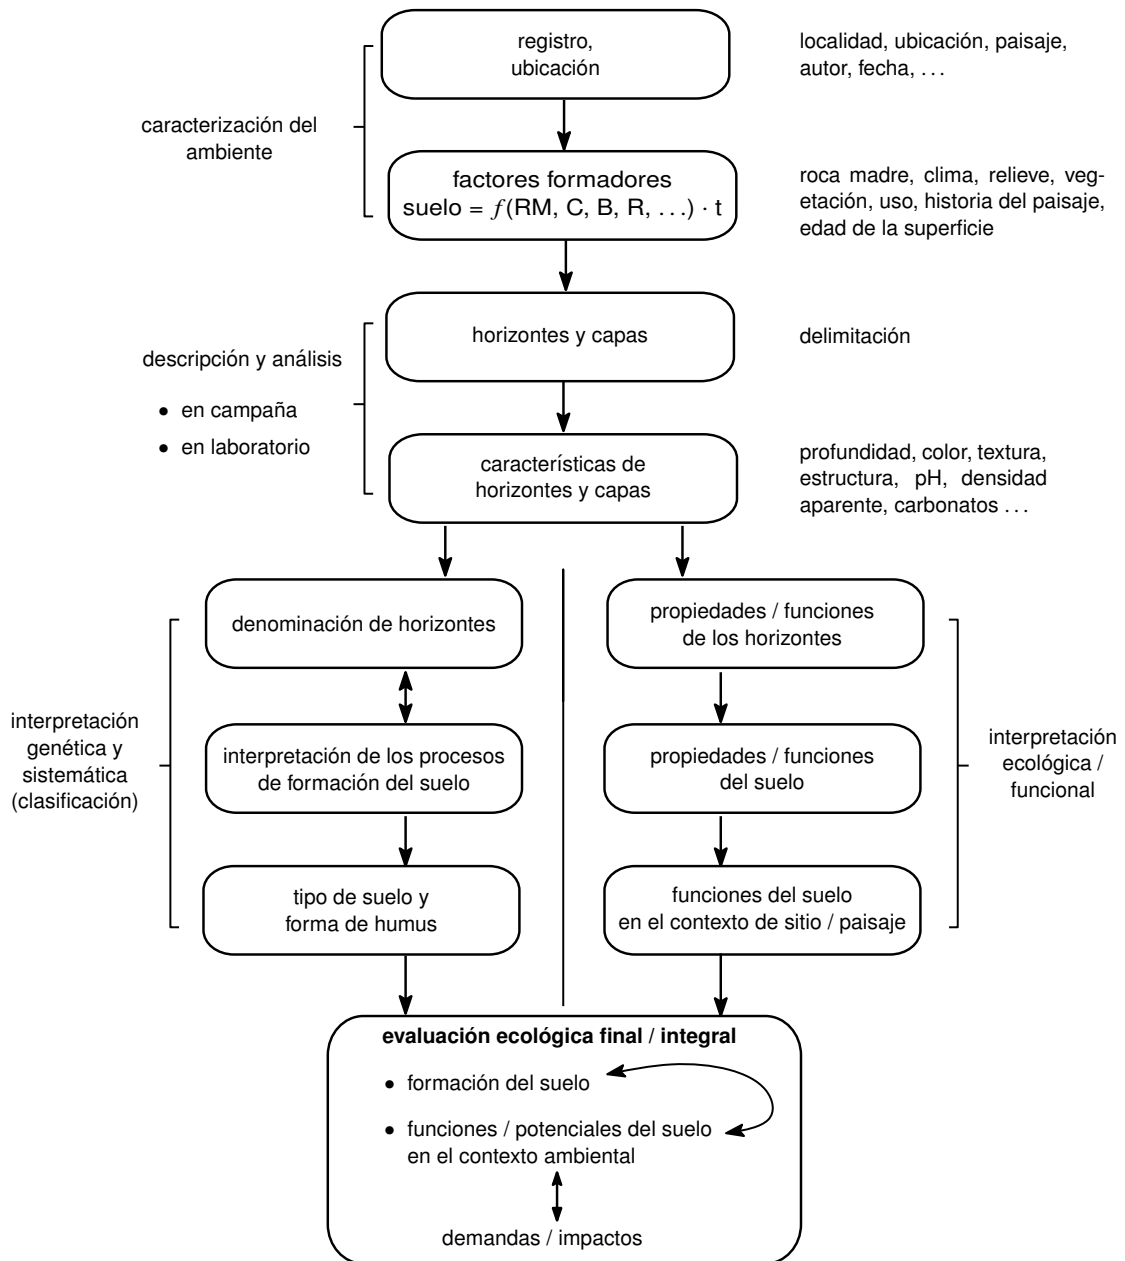 registro,
ubicación
localidad, ubicación, paisaje,
autor, fecha, . . .
caracterización del
ambiente
factores formadores
suelo = f(RM, C, B, R, . . .) · t
roca madre, clima, relieve, veg-
etación, uso, historia del paisaje,
edad de la superficie
horizontes y capas
delimitación
descripción y análisis
• en campaña
• en laboratorio
características de
horizontes y capas
profundidad, color, textura,
estructura, pH, densidad
aparente, carbonatos . . .
denominación de horizontes
propiedades / funciones
de los horizontes
interpretación
genética y
sistemática
(clasificación)
interpretación de los procesos
de formación del suelo
propiedades / funciones
del suelo
interpretación
ecológica /
funcional
tipo de suelo y
forma de humus
funciones del suelo
en el contexto de sitio / paisaje
evaluación ecológica final / integral
• formación del suelo
• funciones / potenciales del suelo
en el contexto ambiental
demandas / impactos